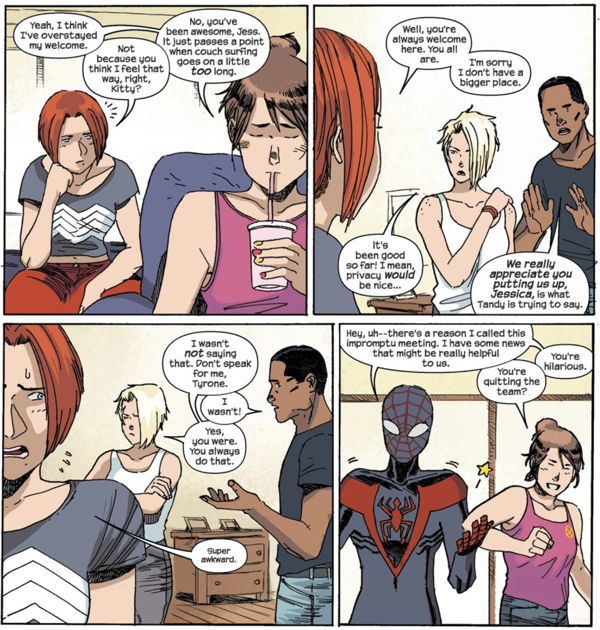 Yeah, I think
I've overstayed
my welcome.
Not
because you
think I feel that
way, right,
Kitty?
No, you've
been awesome, Jess.
It just passes a point
when couch surfing
goes on a little
too long.
Well, you're
always welcome
here. You all
are.
I'm sorry
I don't have a
bigger place.
It's
been good
so far! I mean,
privacy would
be nice...
We really
appreciate you
putting us up,
Jessica, is what
Tandy is trying to say.
I wasn't
not saying
that. Don't speak
for me,
Tyrone.
I
wasn't!
Yes,
you were.
You always
do that.
Super
awkward.
Hey, uh--there's a reason I called this
impromptu meeting. I have some news
that might be really helpful
to us.
You're
quitting the
team?
You're
hilarious.